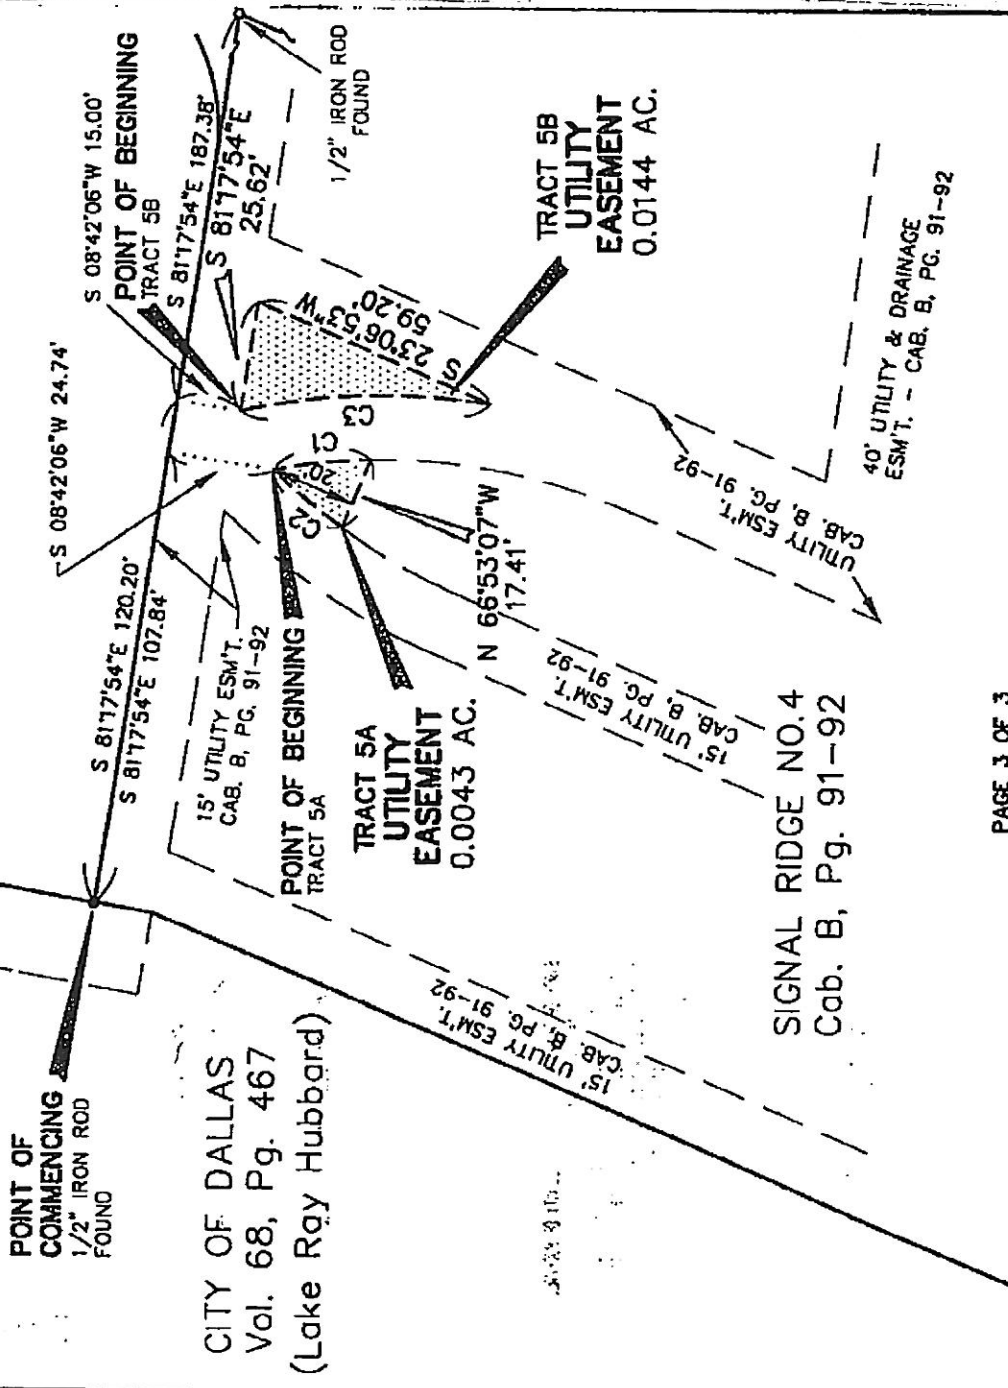 POINT OF
COMMENCING
1/2" IRON ROD
FOUND
S 81°17'54"E 120.20'
S 81°17'54"E 107.84'
S 08°42'06"W 24.74'
S 08°42'06"W 15.00'
POINT OF BEGINNING
TRACT 5B
S 81°17'54"E 187.38'
S 81°17'54"E
25.62'
1/2" IRON ROD
FOUND
15' UTILITY ESM'T.
CAB. B, PG. 91-92
POINT OF BEGINNING
TRACT 5A
TRACT 5A
UTILITY
EASEMENT
0.0043 AC.
C2
20'
C1
C3
S 23°06'53"W
59.20'
N 66°53'07"W
17.41'
TRACT 5B
UTILITY
EASEMENT
0.0144 AC.
CITY OF DALLAS
Vol. 68, Pg. 467
(Lake Ray Hubbard)
15' UTILITY ESM'T.
CAB. B, PG. 91-92
15' UTILITY ESM'T.
CAB. B, PG. 91-92
UTILITY ESM'T.
CAB. B, PG. 91-92
40' UTILITY & DRAINAGE
ESM'T. - CAB. B, PG. 91-92
SIGNAL RIDGE NO.4
Cab. B, Pg. 91-92
PAGE 3 OF 3